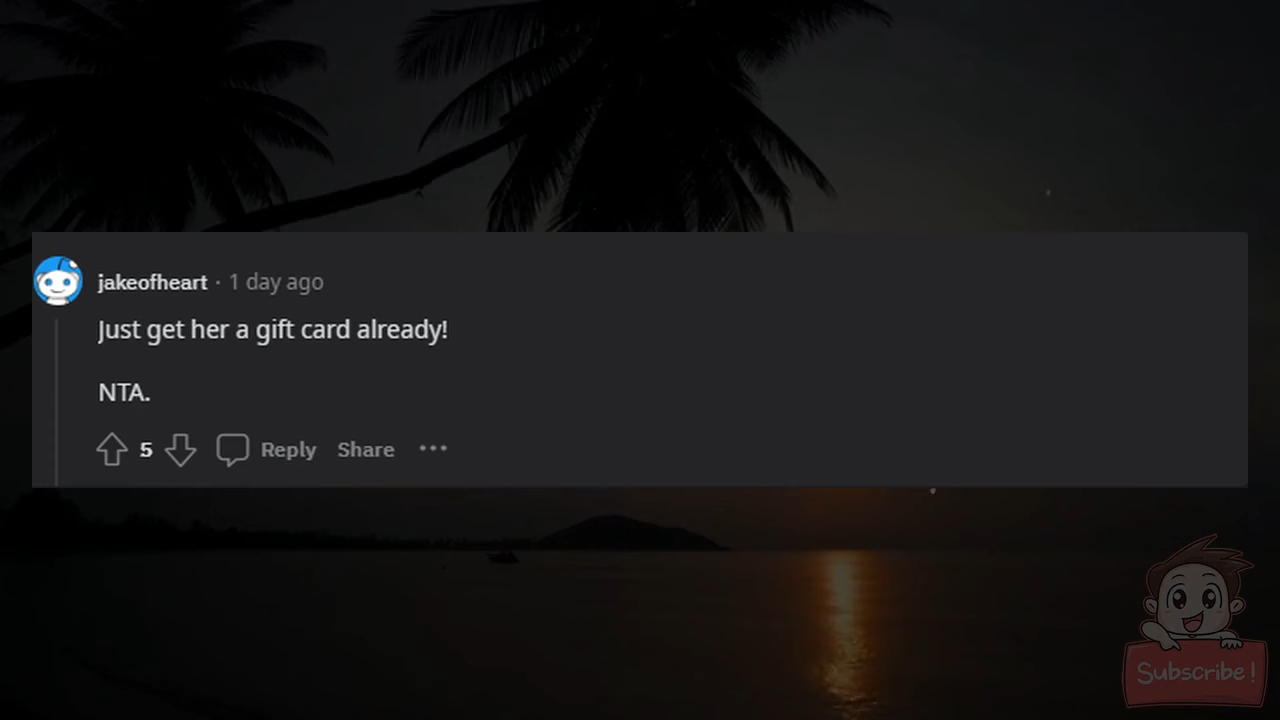 jakeofheart · 1 day ago
Just get her a gift card already!
NTA.
5 Reply Share ···
Subscribe!